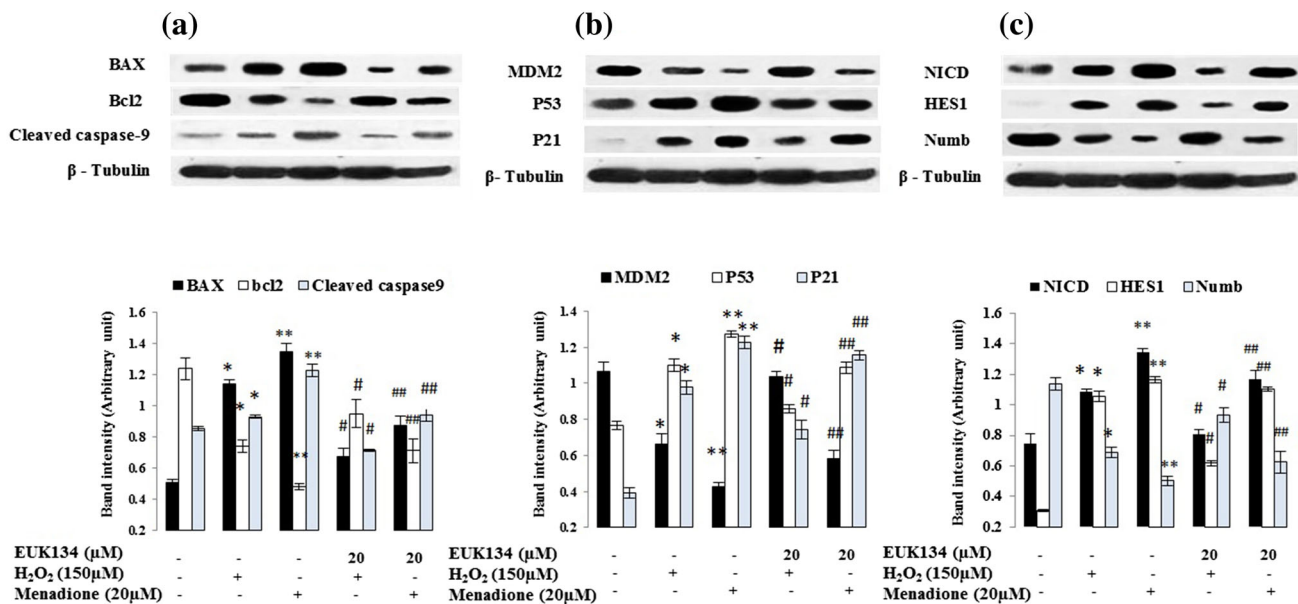 (a)
BAX
Bcl2
Cleaved caspase-9
β - Tubulin
(b)
MDM2
P53
P21
β- Tubulin
(c)
NICD
HES1
Numb
β - Tubulin
BAX bcl2 Cleaved caspase9
Band intensity (Arbitrary unit)
1.6
1.4
1.2
1
0.8
0.6
0.4
0.2
* * *
** ** **
# # #
## ## ##
MDM2 P53 P21
Band intensity (Arbitrary unit)
1.4
1.2
1
0.8
0.6
0.4
0.2
* * *
** ** **
# # #
## ## ##
NICD HES1 Numb
Band intensity (Arbitrary unit)
1.6
1.4
1.2
1
0.8
0.6
0.4
0.2
* * *
** ** **
# # #
## ## ##
EUK134 (µM) - - - 20 20
H₂O₂ (150µM) - + - + -
Menadione (20µM) - - + - +
EUK134 (µM) - - - 20 20
H₂O₂ (150µM) - + - + -
Menadione (20µM) - - + - +
EUK134 (µM) - - - 20 20
H₂O₂ (150µM) - + - + -
Menadione (20µM) - - + - +